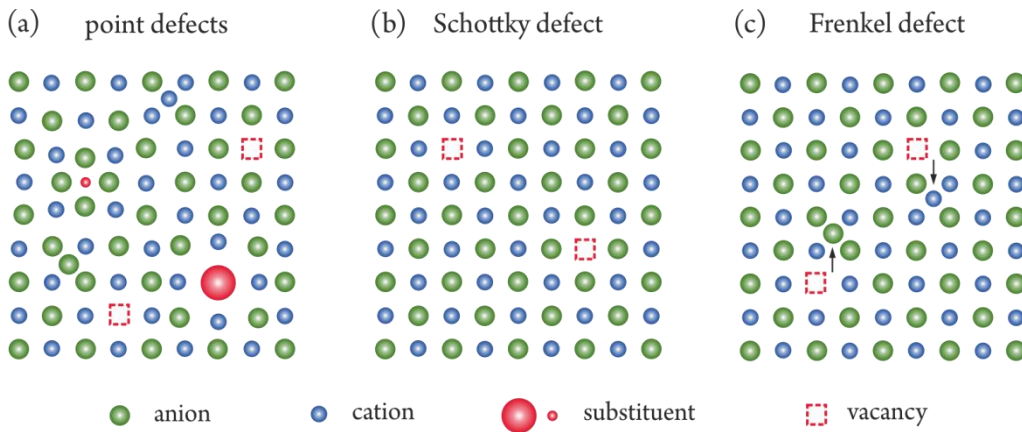 (a) point defects
(b) Schottky defect
(c) Frenkel defect
anion
cation
substituent
vacancy